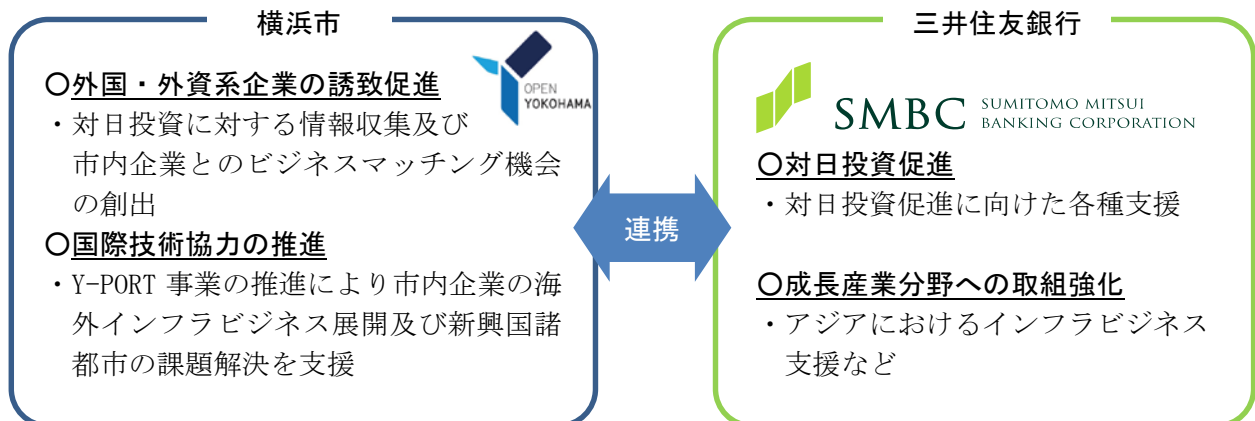 横浜市
〇外国・外資系企業の誘致促進
OPEN
YOKOHAMA
・対日投資に対する情報収集及び
市内企業とのビジネスマッチング機会
の創出
〇国際技術協力の推進
・Y-PORT 事業の推進により市内企業の海
外インフラビジネス展開及び新興国諸
都市の課題解決を支援
連携
三井住友銀行
SMBC SUMITOMO MITSUI
BANKING CORPORATION
〇対日投資促進
・対日投資促進に向けた各種支援
〇成長産業分野への取組強化
・アジアにおけるインフラビジネス
支援など